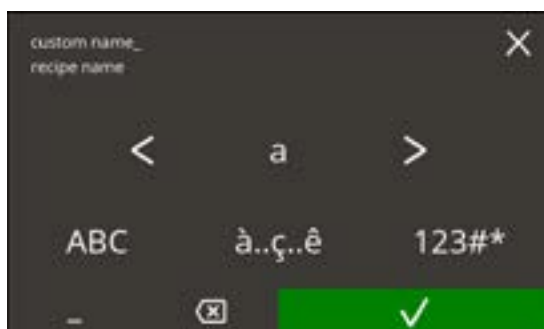 custom name_
recipe name
< a >
ABC à..ç..ê 123#*
_